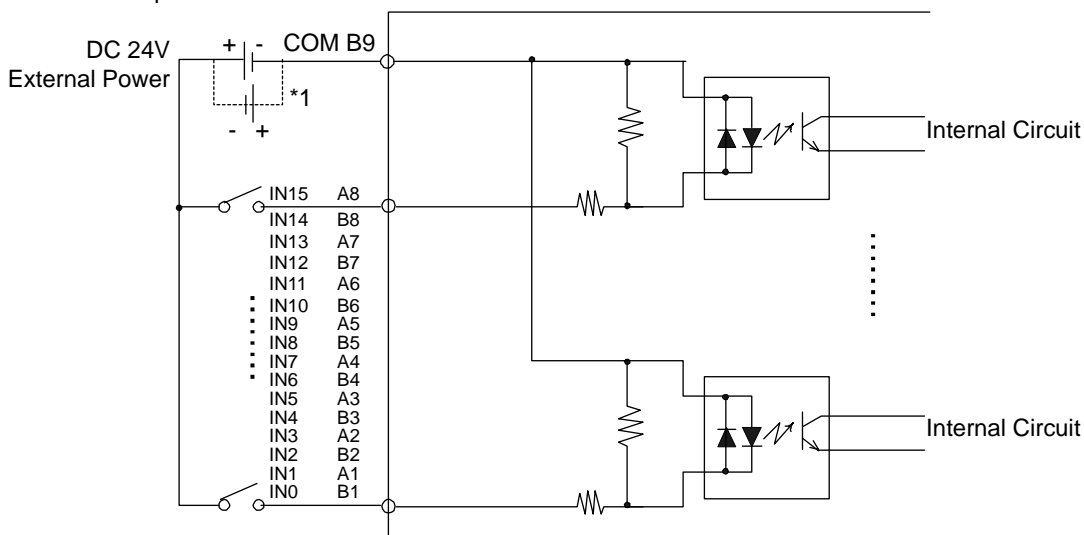 DC 24V
External Power
+ - COM B9
*1
- +
Internal Circuit
IN15 A8
IN14 B8
IN13 A7
IN12 B7
IN11 A6
IN10 B6
IN9 A5
IN8 B5
IN7 A4
IN6 B4
IN5 A3
IN4 B3
IN3 A2
IN2 B2
IN1 A1
IN0 B1
Internal Circuit